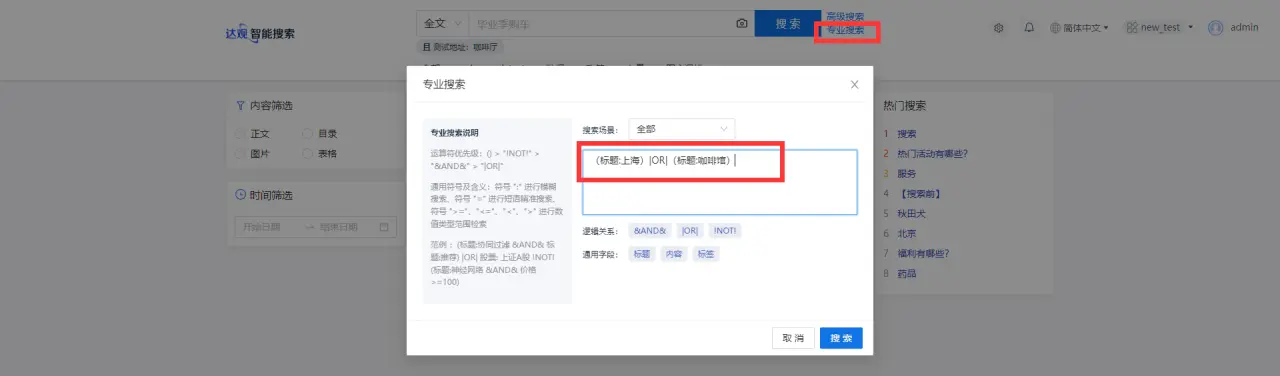 达观 智能搜索
全文
毕业季购车
搜 索
高级搜索
专业搜索
简体中文
new_test
admin
且 测试地址：咖啡厅
内容筛选
正文
目录
图片
表格
时间筛选
开始日期
结束日期
专业搜索
专业搜索说明
运算符优先级：() > "!NOT!" >
"&AND&" > "|OR|"
通用符号及含义：符号 ":" 进行模糊
搜索、符号 "=" 进行短语精准搜索、
符号 ">="、"<="、"<"、">" 进行数
值类型范围检索
范例：(标题:协同过滤 &AND& 标
题:推荐) |OR| 股票: 上证A股 !NOT!
(标题:神经网络 &AND& 价格
>=100)
搜索场景：
全部
（标题:上海）|OR|（标题:咖啡馆）
逻辑关系：
&AND&
|OR|
!NOT!
通用字段：
标题
内容
标签
取 消
搜 索
热门搜索
1 搜索
2 热门活动有哪些?
3 服务
4 【搜索前】
5 秋田犬
6 北京
7 福利有哪些?
8 药品